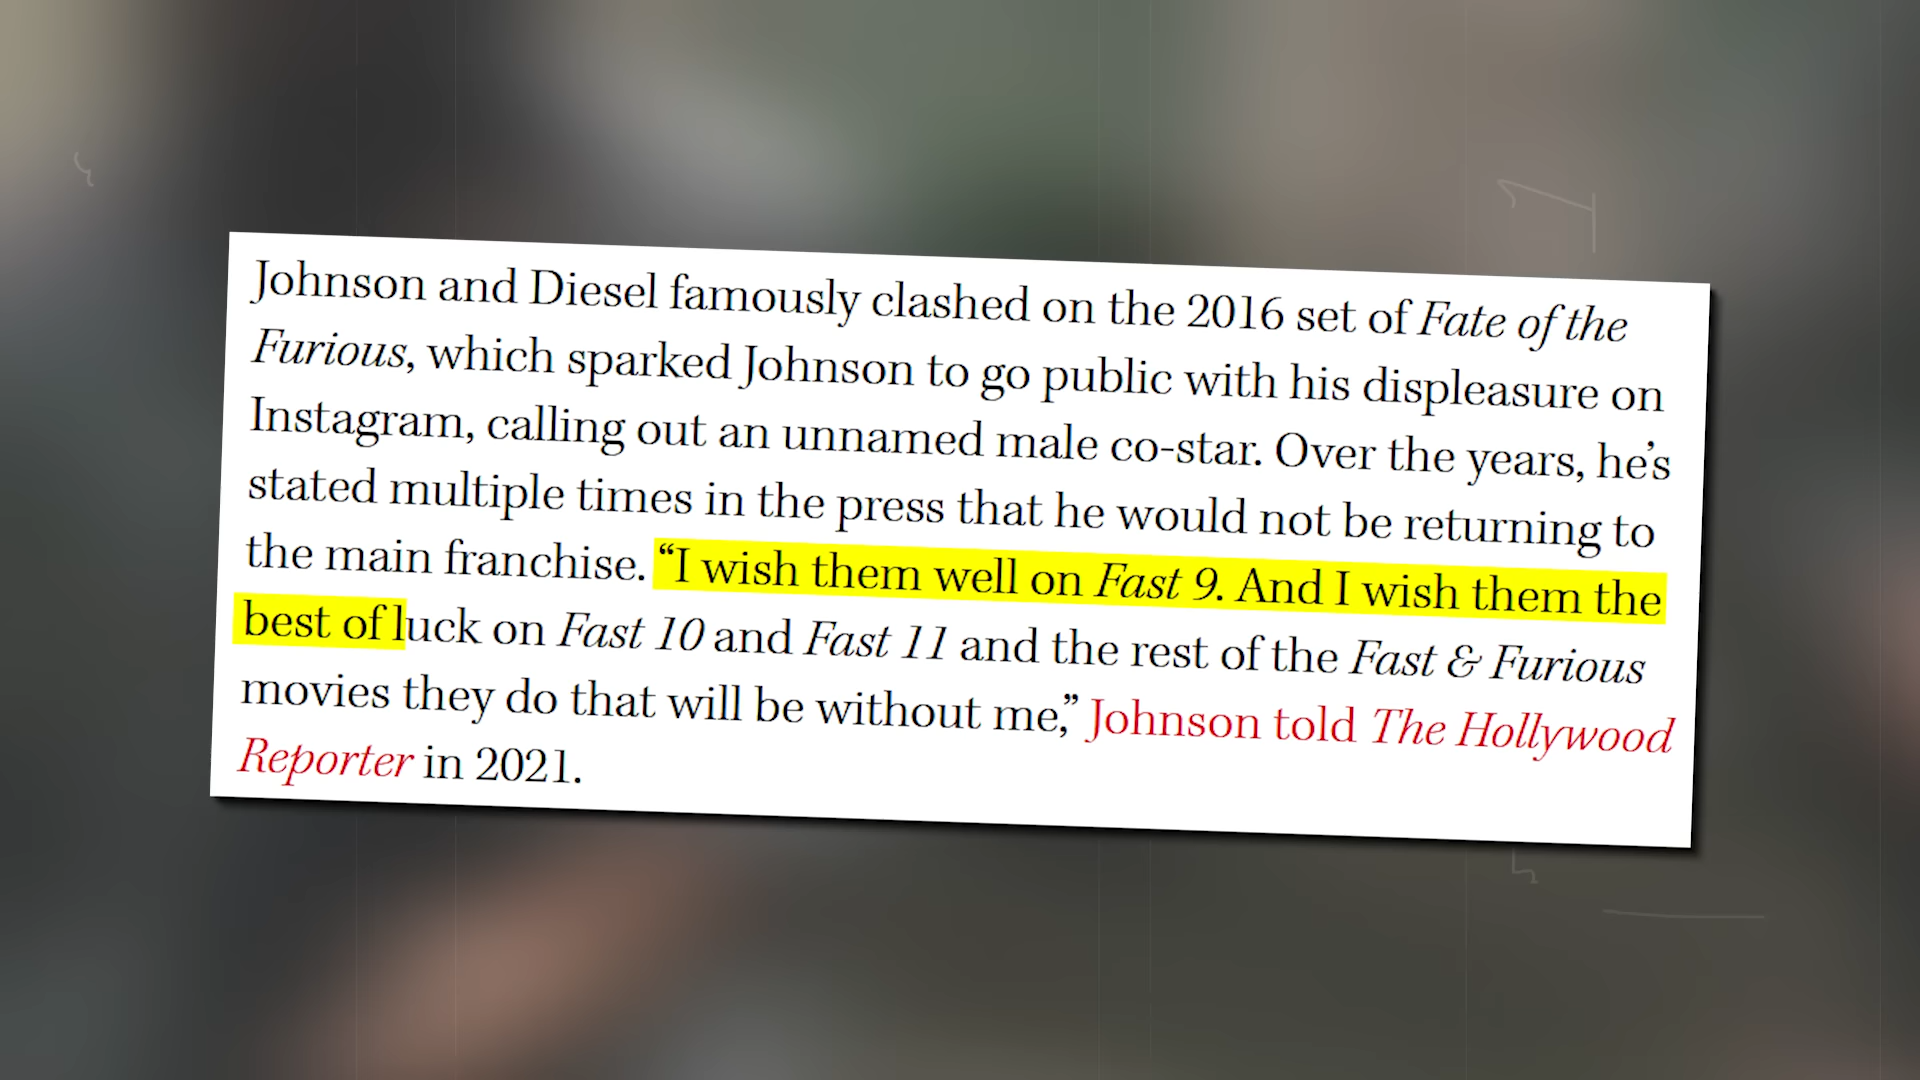 Johnson and Diesel famously clashed on the 2016 set of Fate of the
Furious, which sparked Johnson to go public with his displeasure on
Instagram, calling out an unnamed male co-star. Over the years, he’s
stated multiple times in the press that he would not be returning to
the main franchise. “I wish them well on Fast 9. And I wish them the
best of luck on Fast 10 and Fast 11 and the rest of the Fast & Furious
movies they do that will be without me,” Johnson told The Hollywood
Reporter in 2021.